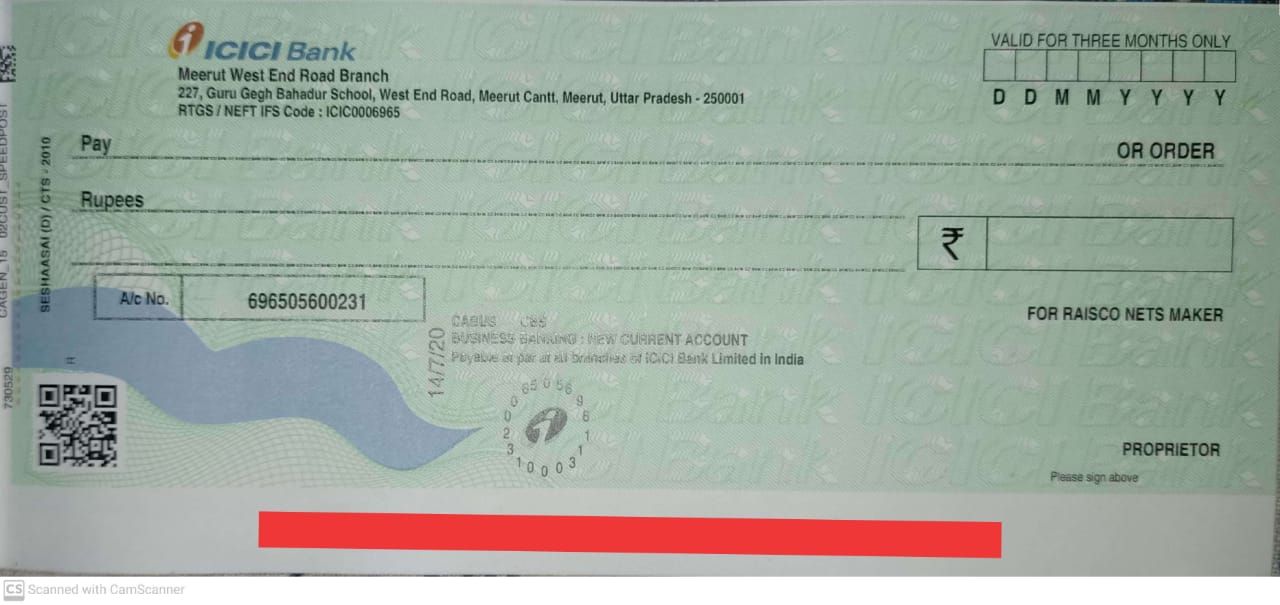 ICICI Bank
Meerut West End Road Branch
227, Guru Gegh Bahadur School, West End Road, Meerut Cantt, Meerut, Uttar Pradesh - 250001
RTGS / NEFT IFS Code : ICIC0006965
VALID FOR THREE MONTHS ONLY
D D M M Y Y Y Y
Pay
OR ORDER
Rupees
₹
A/c No. 696505600231
FOR RAISCO NETS MAKER
CABUS CBS
BUSINESS BANKING : NEW CURRENT ACCOUNT
Payable at par at all branches of ICICI Bank Limited in India
14/7/20
PROPRIETOR
Please sign above
SESHAASAI (D) / CTS - 2010
730529
CS Scanned with CamScanner